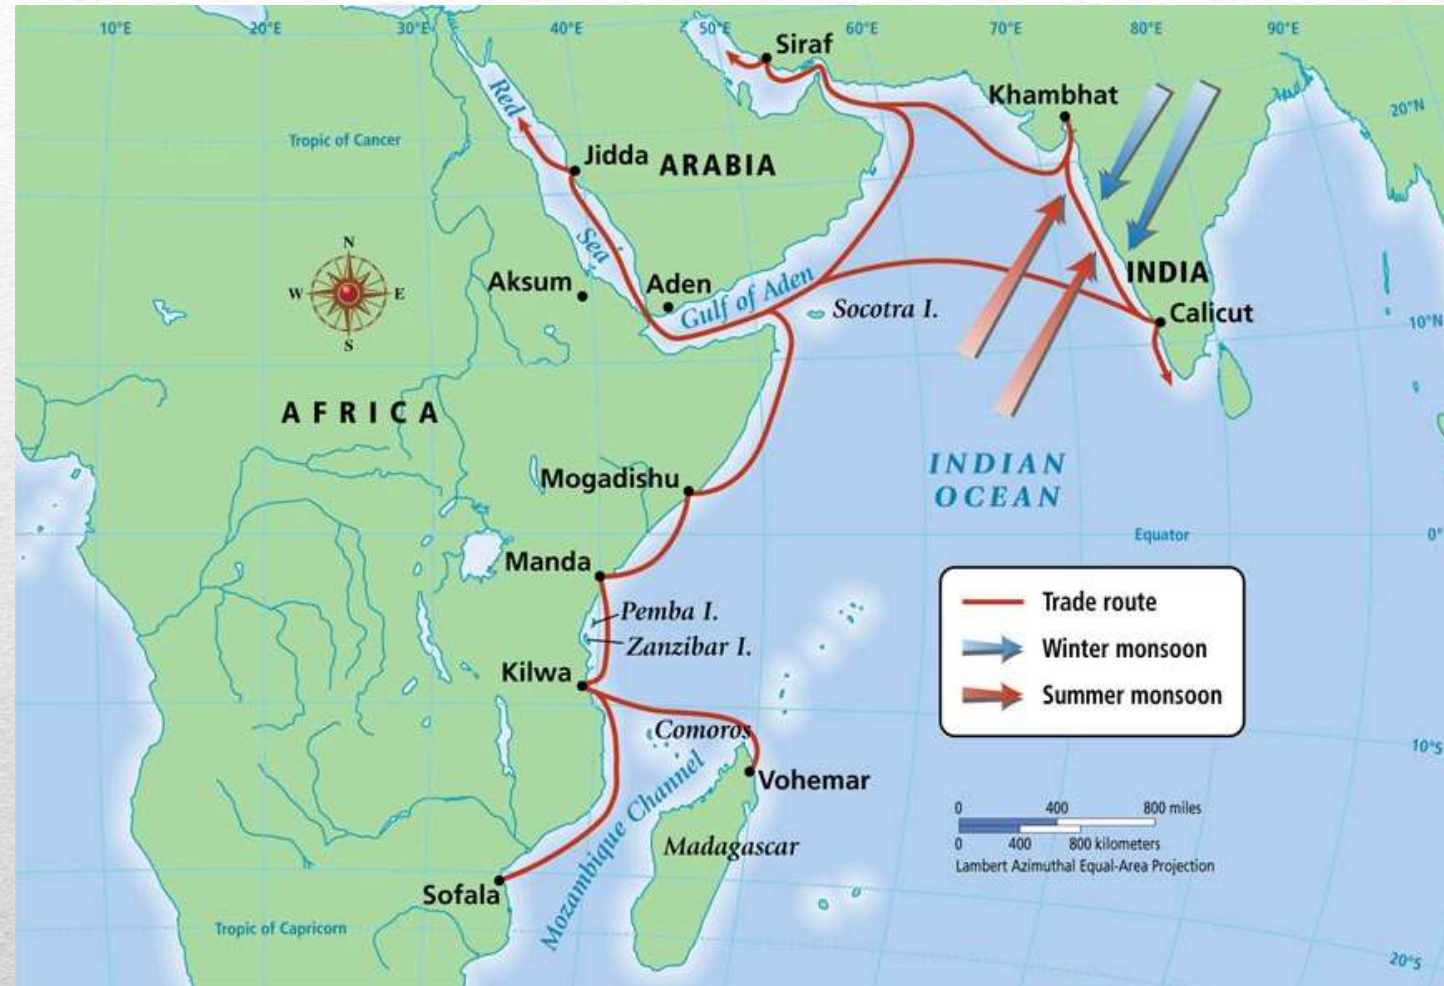 10°E
20°E
30°E
40°E
50°E
60°E
70°E
80°E
90°E
Siraf
Khambhat
20°N
Red
Tropic of Cancer
Jidda
ARABIA
N
W
E
S
Sea
Aksum
Aden
Gulf of Aden
Socotra I.
INDIA
Calicut
10°N
AFRICA
INDIAN
OCEAN
Mogadishu
Equator
0°
Manda
Pemba I.
Zanzibar I.
Kilwa
Trade route
Winter monsoon
Summer monsoon
Comoros
10°S
Vohemar
Mozambique Channel
Madagascar
0 400 800 miles
0 400 800 kilometers
Lambert Azimuthal Equal-Area Projection
Sofala
Tropic of Capricorn
20°S